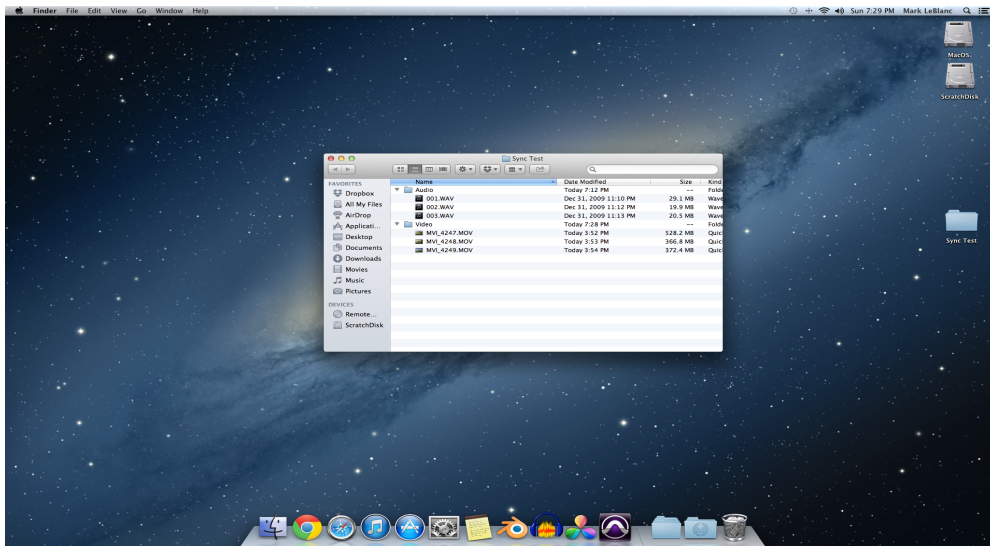 Finder File Edit View Go Window Help Sun 7:29 PM Mark LeBlanc
MacOS.
ScratchDisk
Sync Test
Sync Test
FAVORITES
Dropbox
All My Files
AirDrop
Applicati...
Desktop
Documents
Downloads
Movies
Music
Pictures
DEVICES
Remote...
ScratchDisk
Name Date Modified Size Kind
Audio Today 7:12 PM -- Folde
001.WAV Dec 31, 2009 11:10 PM 29.1 MB Wave
002.WAV Dec 31, 2009 11:12 PM 19.9 MB Wave
003.WAV Dec 31, 2009 11:13 PM 20.5 MB Wave
Video Today 7:28 PM -- Folde
MVI_4247.MOV Today 3:52 PM 528.2 MB Quic
MVI_4248.MOV Today 3:53 PM 366.8 MB Quic
MVI_4249.MOV Today 3:54 PM 372.4 MB Quic